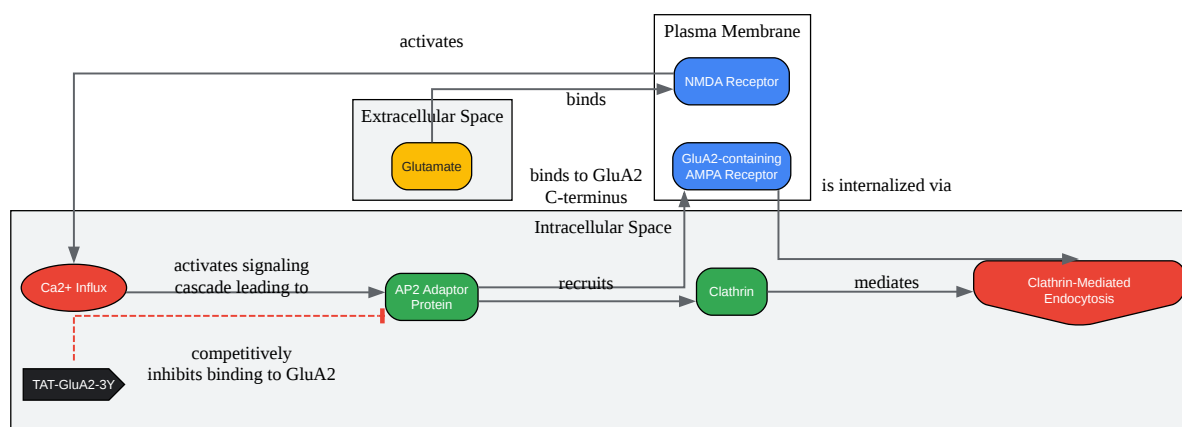 Plasma Membrane
activates
NMDA Receptor
binds
Extracellular Space
Glutamate
GluA2-containing
AMPA Receptor
binds to GluA2
C-terminus
is internalized via
Intracellular Space
activates signaling
cascade leading to
Ca2+ Influx
AP2 Adaptor
Protein
recruits
Clathrin
mediates
Clathrin-Mediated
Endocytosis
competitively
inhibits binding to GluA2
TAT-GluA2-3Y